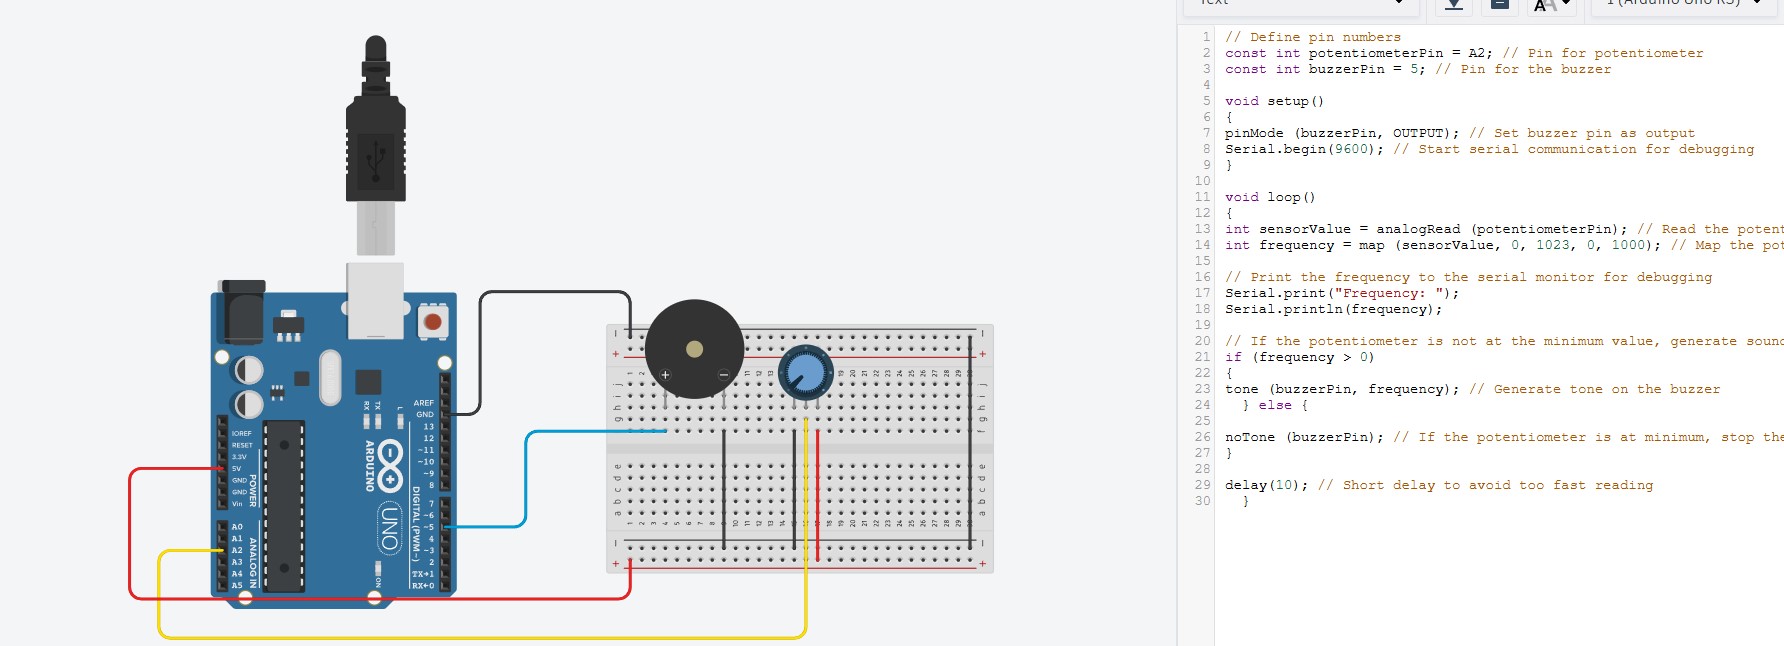 Text
1 (Arduino Uno R3)
1 // Define pin numbers
2 const int potentiometerPin = A2; // Pin for potentiometer
3 const int buzzerPin = 5; // Pin for the buzzer
4
5 void setup()
6 {
7 pinMode (buzzerPin, OUTPUT); // Set buzzer pin as output
8 Serial.begin(9600); // Start serial communication for debugging
9 }
10
11 void loop()
12 {
13 int sensorValue = analogRead (potentiometerPin); // Read the potent
14 int frequency = map (sensorValue, 0, 1023, 0, 1000); // Map the pot
15
16 // Print the frequency to the serial monitor for debugging
17 Serial.print("Frequency: ");
18 Serial.println(frequency);
19
20 // If the potentiometer is not at the minimum value, generate sound
21 if (frequency > 0)
22 {
23 tone (buzzerPin, frequency); // Generate tone on the buzzer
24 } else {
25
26 noTone (buzzerPin); // If the potentiometer is at minimum, stop the
27 }
28
29 delay(10); // Short delay to avoid too fast reading
30 }
AREF
GND
13
12
~11
~10
~9
8
7
~6
~5
4
~3
2
TX→1
RX←0
DIGITAL (PWM~)
IOREF
RESET
3.3V
5V
GND
GND
Vin
POWER
A0
A1
A2
A3
A4
A5
ANALOG IN
RX
TX
L
ARDUINO
UNO
ON